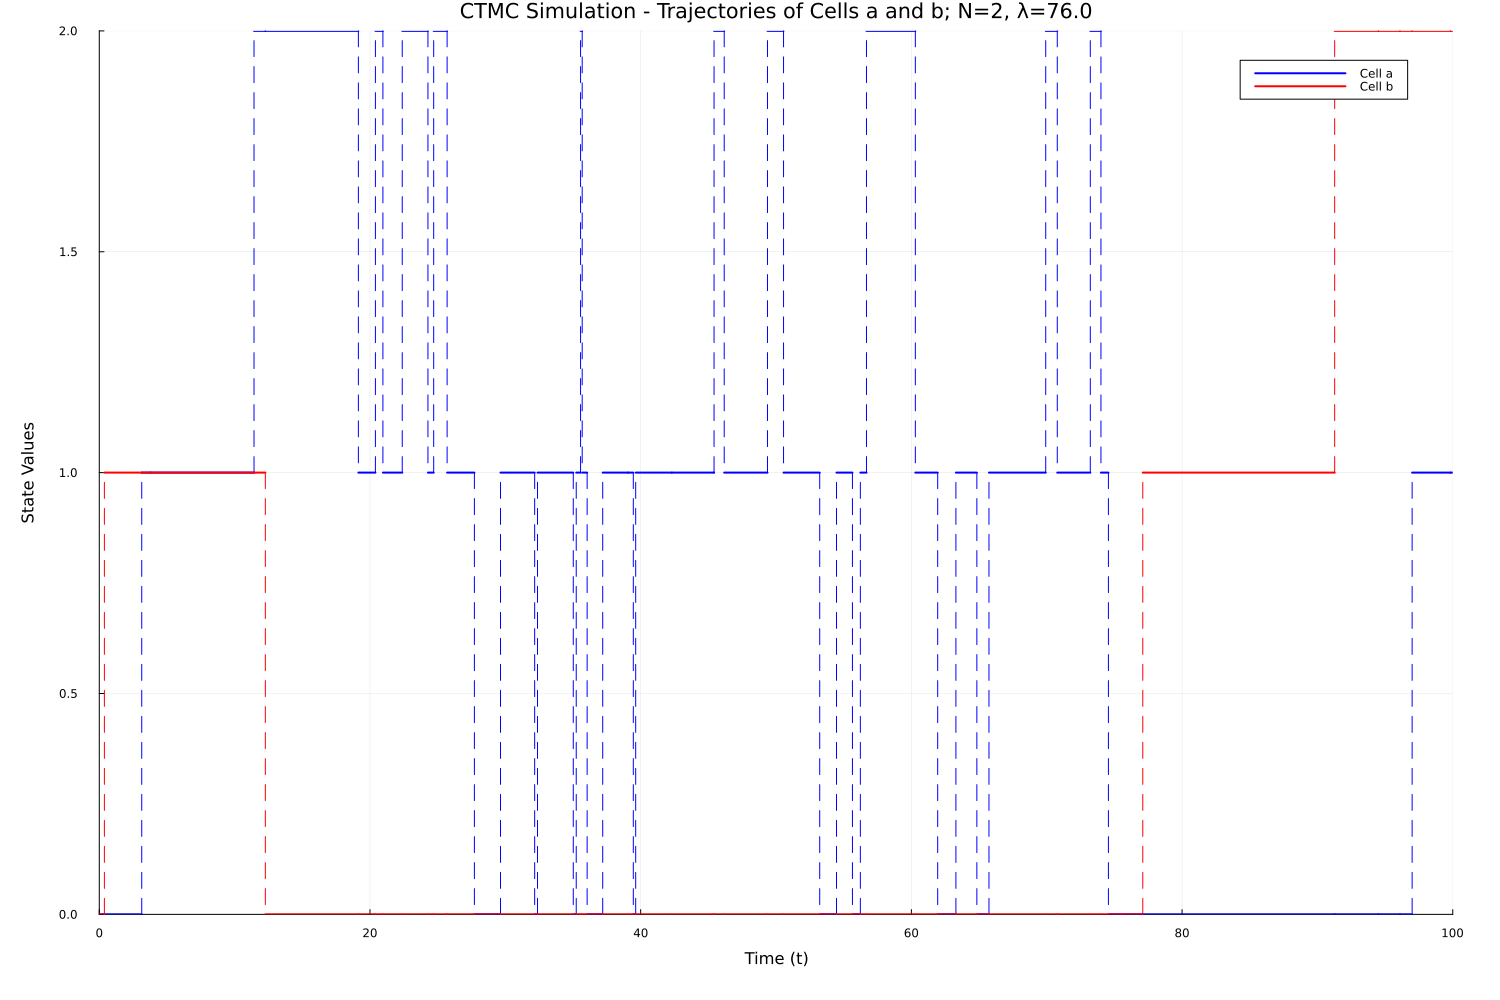 CTMC Simulation - Trajectories of Cells a and b; N=2, λ=76.0
2.0
Cell a
Cell b
1.5
1.0
State Values
0.5
0.0
0 20 40 60 80 100
Time (t)